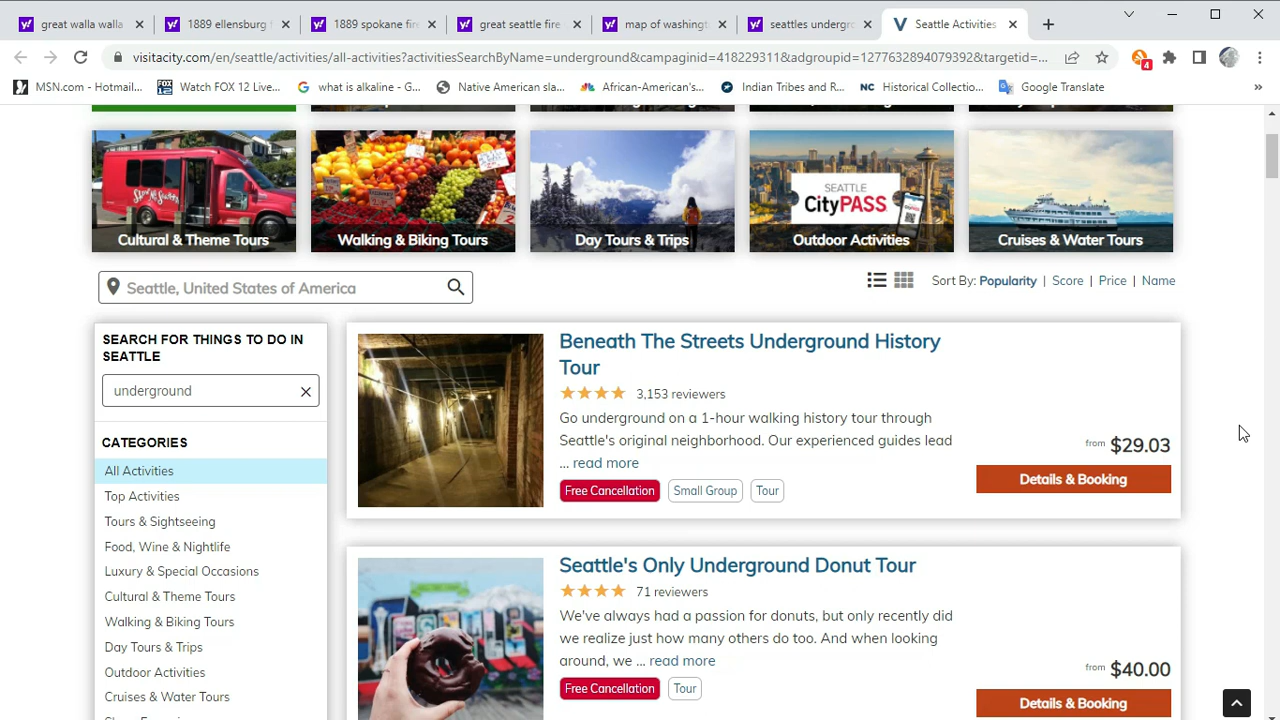 great walla walla
1889 ellensburg f
1889 spokane fire
great seattle fire
map of washingt
seattles undergr
Seattle Activities
visitacity.com/en/seattle/activities/all-activities?activitiesSearchByName=underground&campaignid=418229311&adgroupid=12776328940793928&targetid=...
4
MSN.com - Hotmail...
Watch FOX 12 Live...
what is alkaline - G...
Native American sla...
African-American's...
Indian Tribes and R...
NC Historical Collectio...
Google Translate
»
Cultural & Theme Tours
Walking & Biking Tours
Day Tours & Trips
SEATTLE
CityPASS
Outdoor Activities
Cruises & Water Tours
Seattle, United States of America
Sort By: Popularity | Score | Price | Name
SEARCH FOR THINGS TO DO IN
SEATTLE
underground
CATEGORIES
All Activities
Top Activities
Tours & Sightseeing
Food, Wine & Nightlife
Luxury & Special Occasions
Cultural & Theme Tours
Walking & Biking Tours
Day Tours & Trips
Outdoor Activities
Cruises & Water Tours
Beneath The Streets Underground History
Tour
3,153 reviewers
Go underground on a 1-hour walking history tour through
Seattle's original neighborhood. Our experienced guides lead
... read more
Free Cancellation
Small Group
Tour
from $29.03
Details & Booking
Seattle's Only Underground Donut Tour
71 reviewers
We've always had a passion for donuts, but only recently did
we realize just how many others do too. And when looking
around, we ... read more
Free Cancellation
Tour
from $40.00
Details & Booking